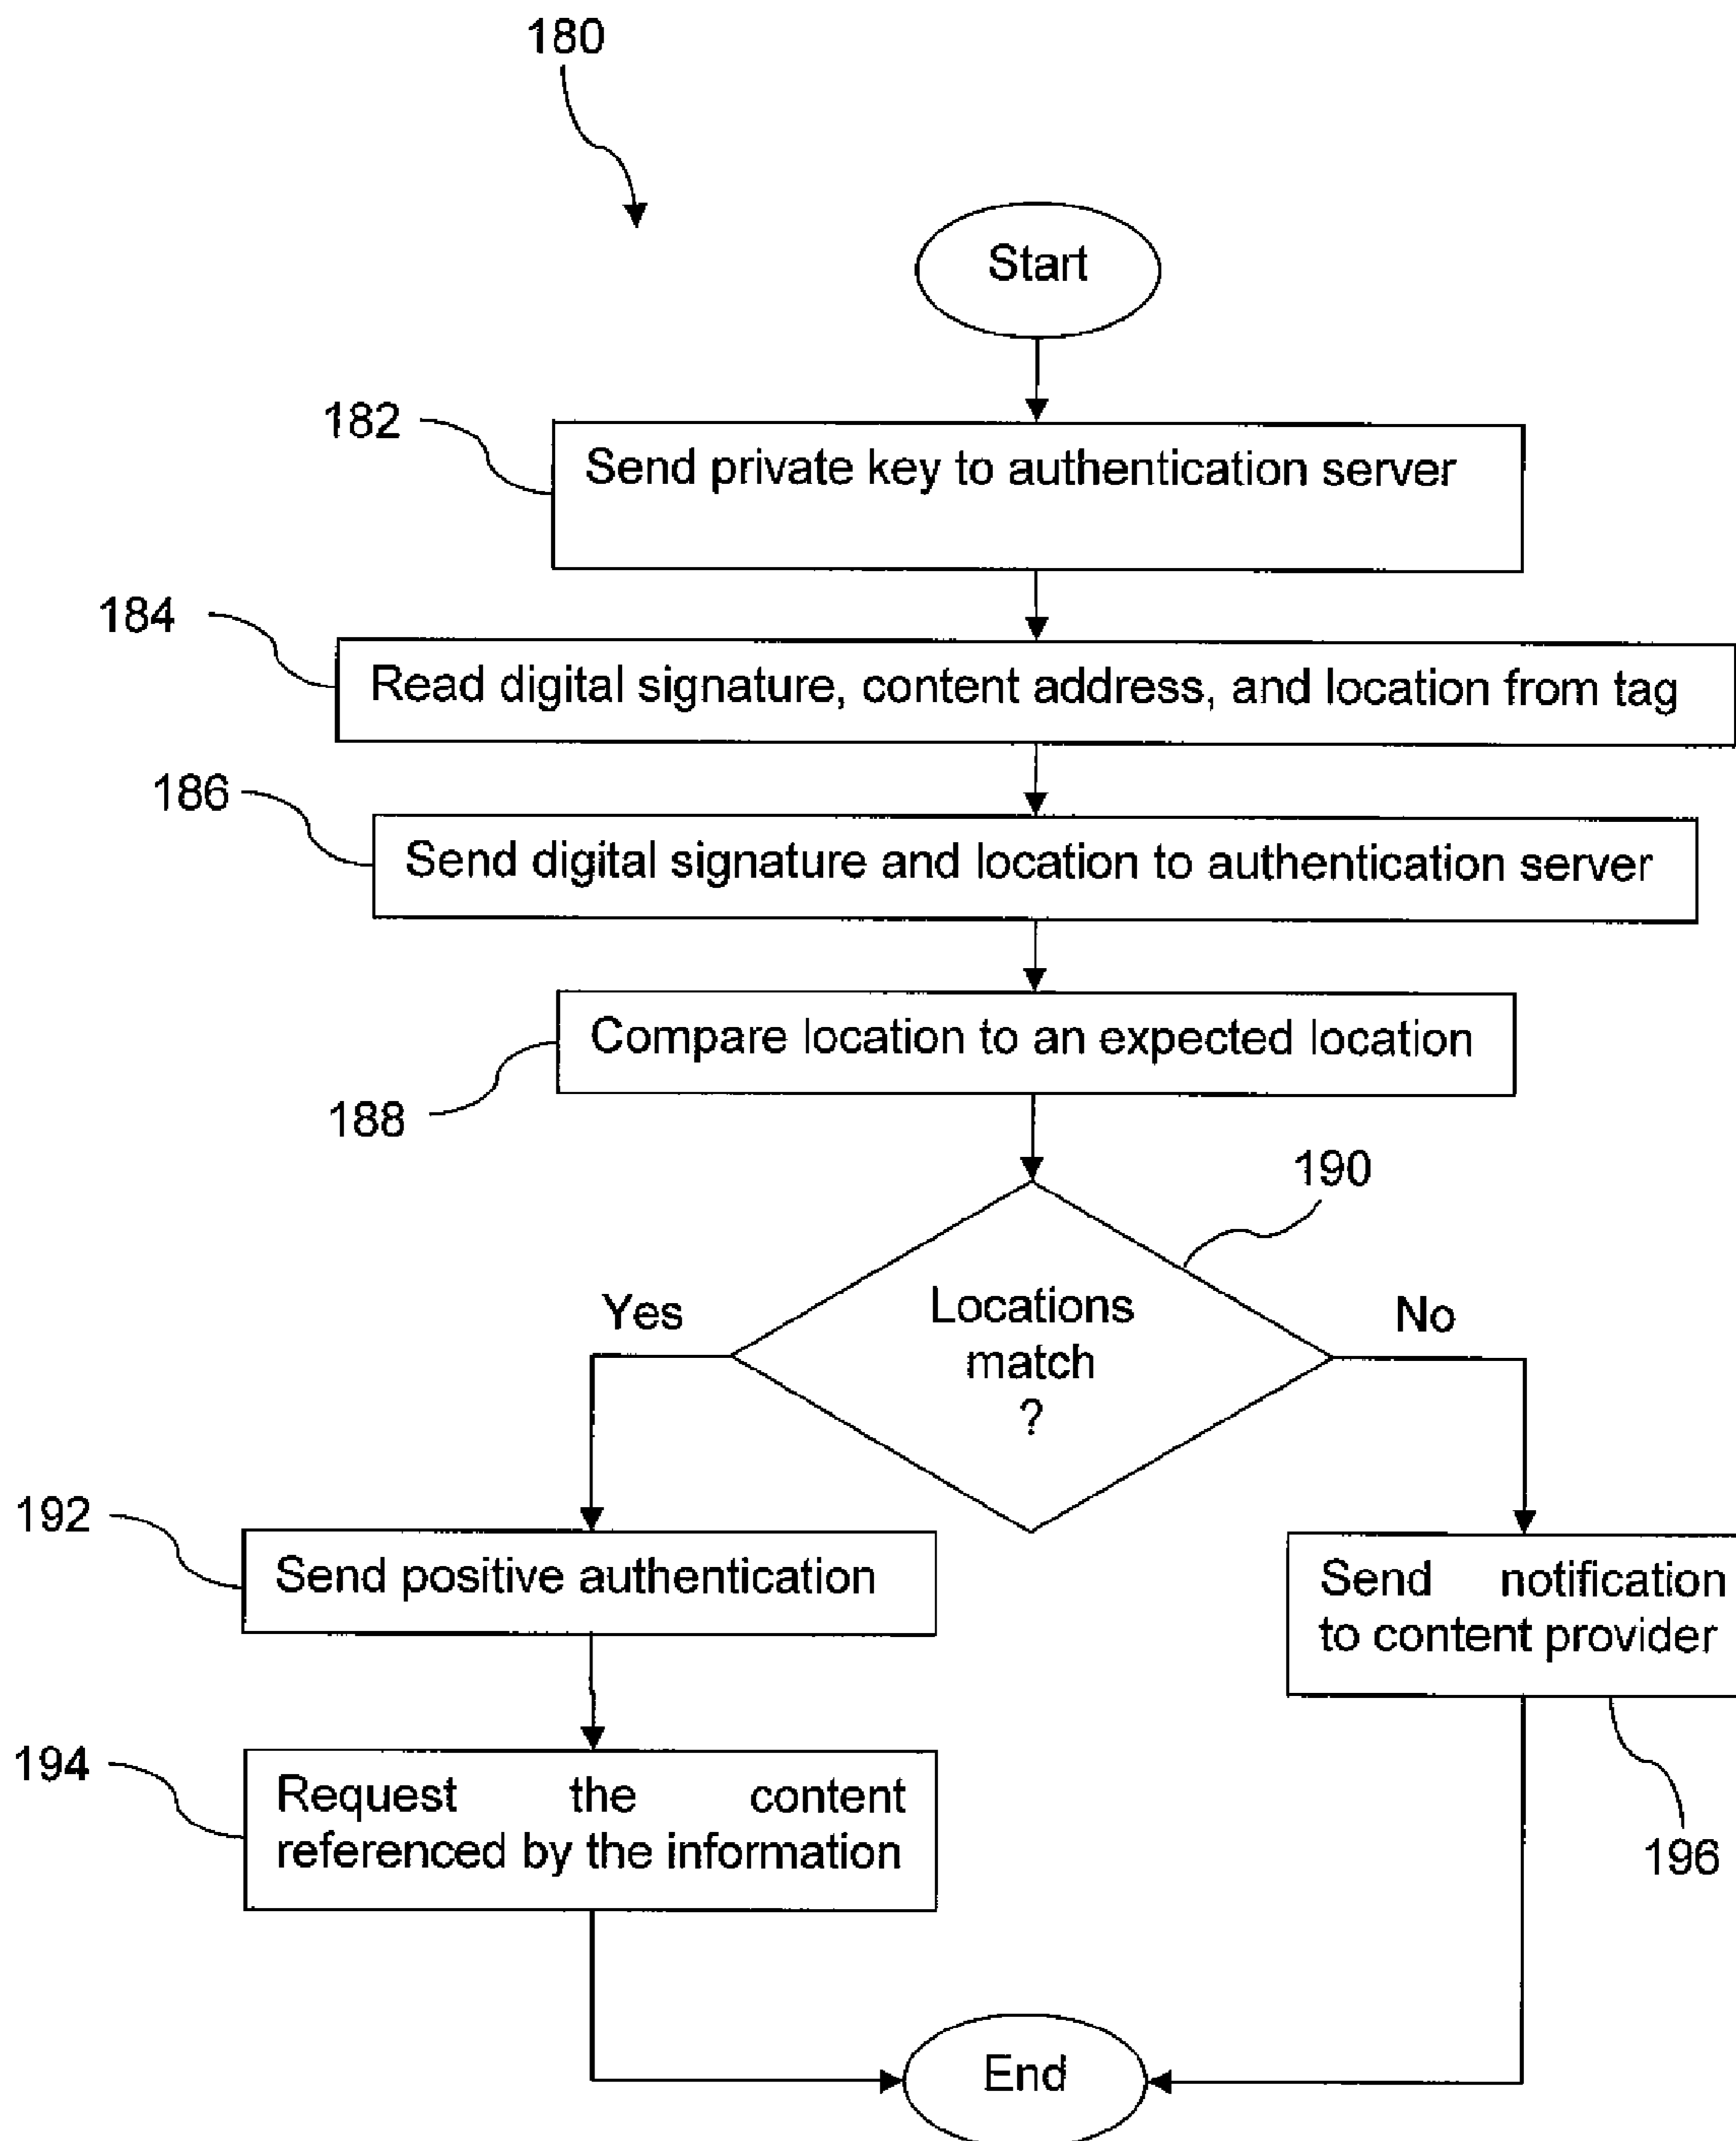 180
Start
182
Send private key to authentication server
184
Read digital signature, content address, and location from tag
186
Send digital signature and location to authentication server
Compare location to an expected location
188
190
Locations
match
?
Yes
No
192
Send positive authentication
Send notification
to content provider
194
Request the content
referenced by the information
196
End